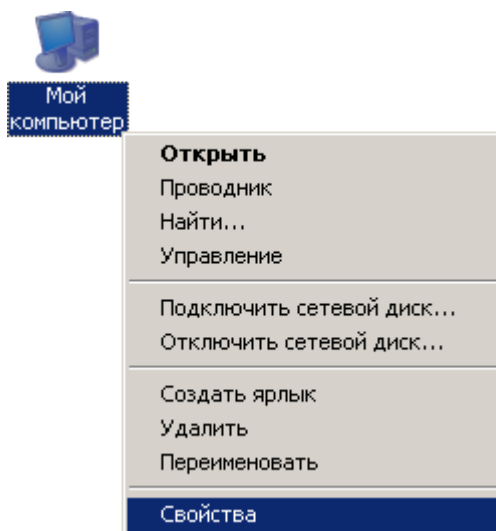 Мой
компьютер
Открыть
Проводник
Найти...
Управление
Подключить сетевой диск...
Отключить сетевой диск...
Создать ярлык
Удалить
Переименовать
Свойства